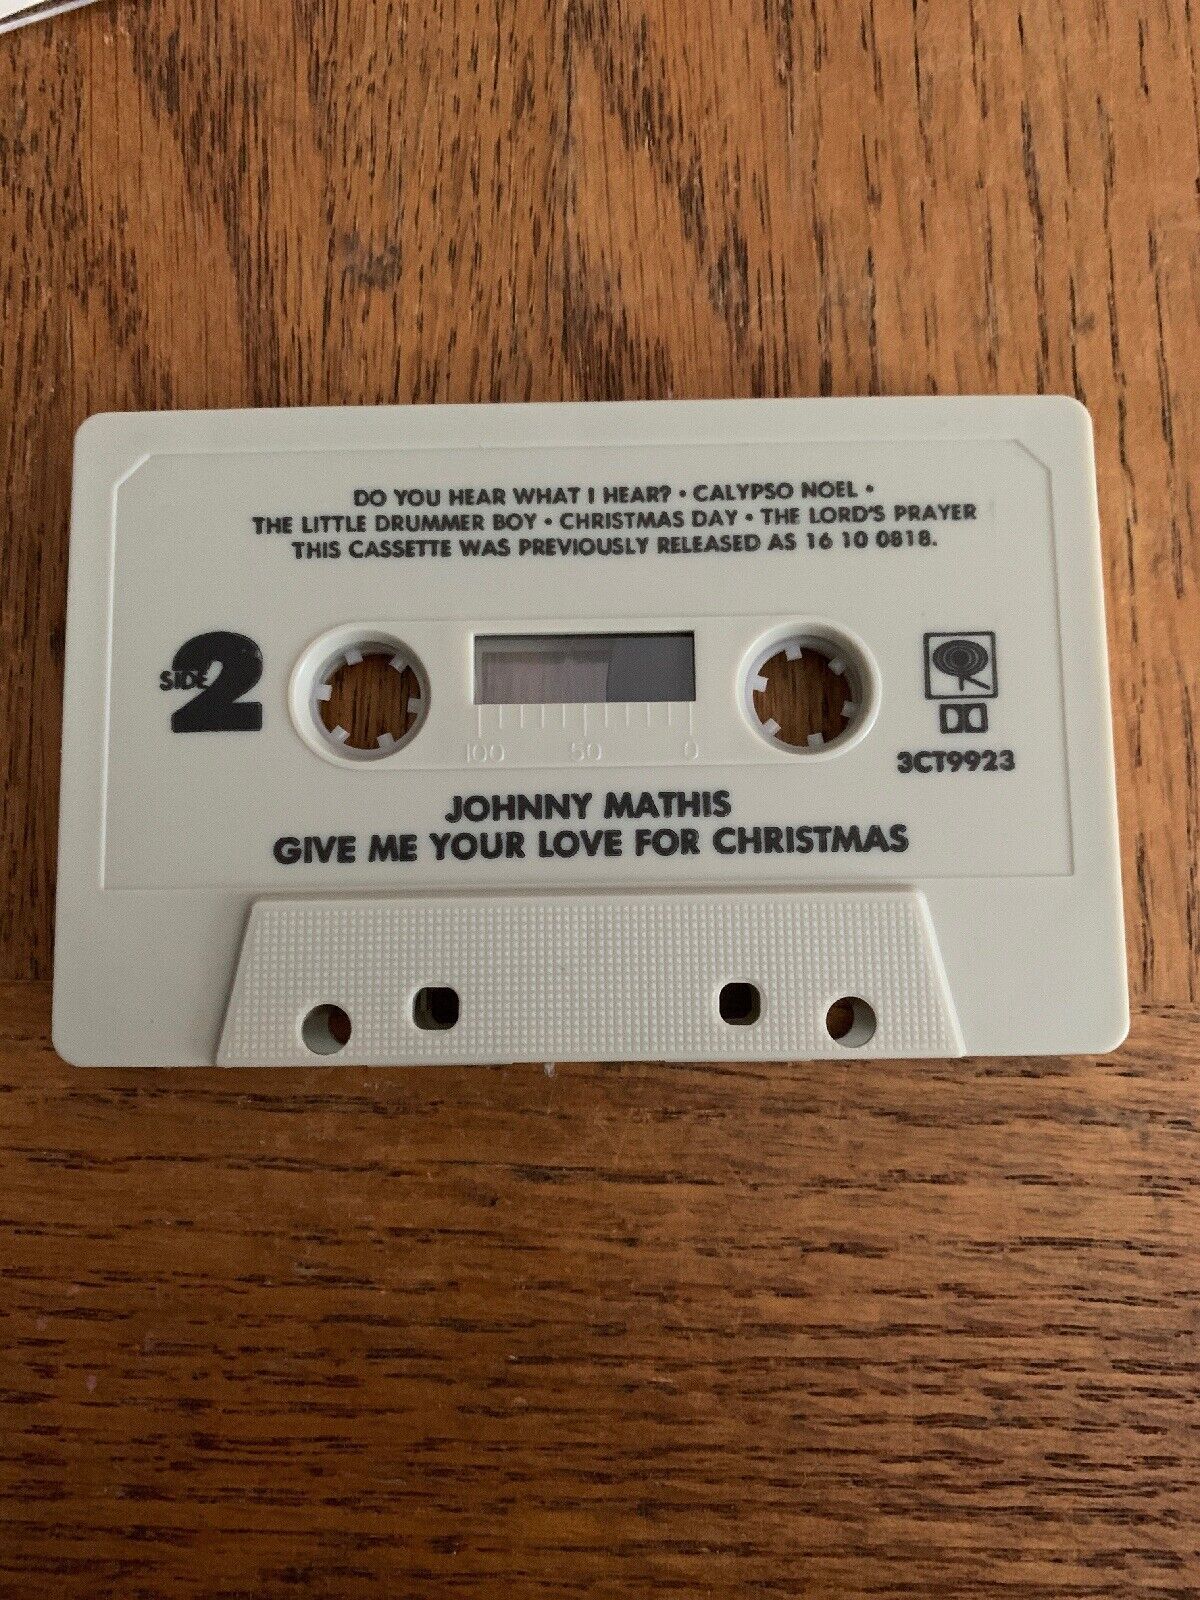 DO YOU HEAR WHAT I HEAR? • CALYPSO NOEL •
THE LITTLE DRUMMER BOY • CHRISTMAS DAY • THE LORD'S PRAYER
THIS CASSETTE WAS PREVIOUSLY RELEASED AS 16 10 0818.
SIDE 2
100 50 0
3CT9923
JOHNNY MATHIS
GIVE ME YOUR LOVE FOR CHRISTMAS